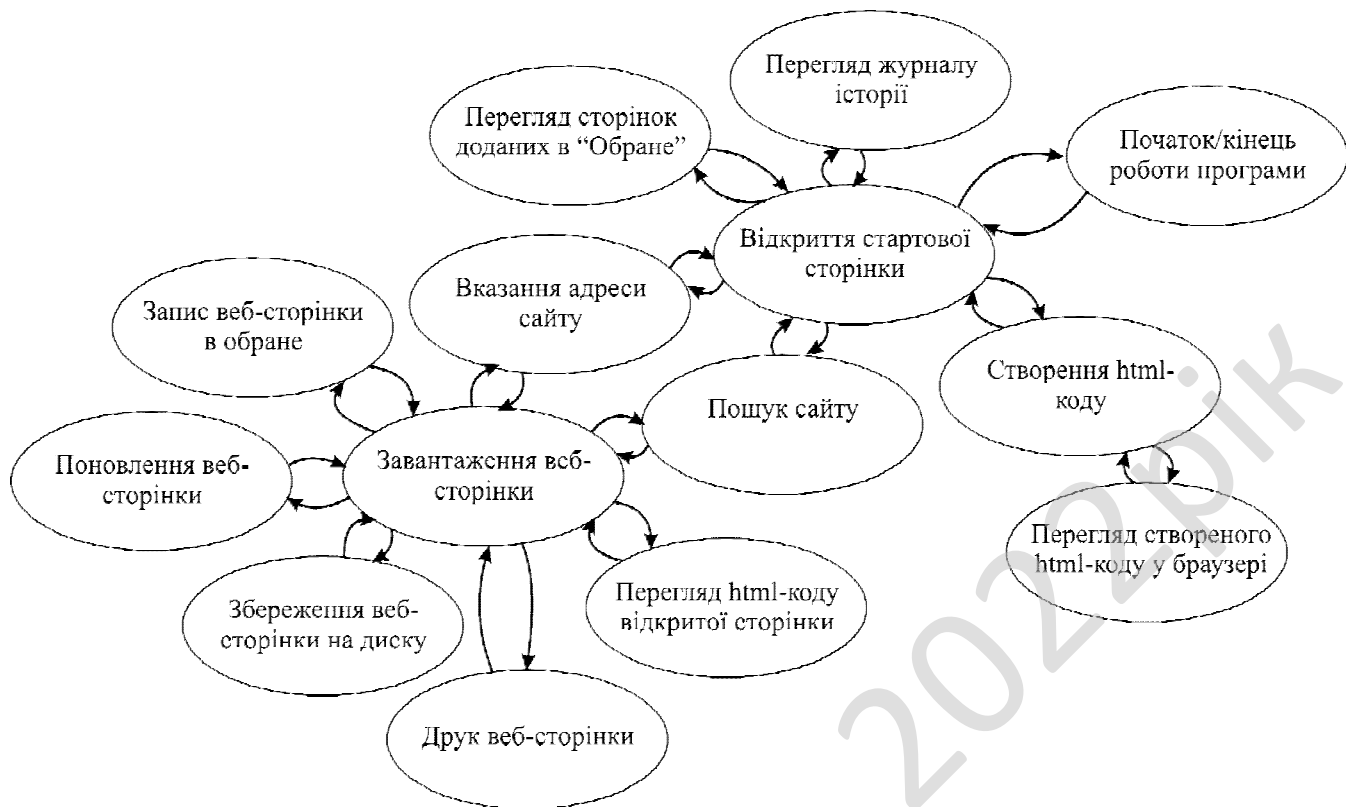 Перегляд журналу
історії
Перегляд сторінок
доданих в “Обране”
Початок/кінець
роботи програми
Відкриття стартової
сторінки
Вказання адреси
сайту
Запис веб-сторінки
в обране
Створення html-
коду
Пошук сайту
Поновлення веб-
сторінки
Завантаження веб-
сторінки
Перегляд створеного
html-коду у браузері
Збереження веб-
сторінки на диску
Перегляд html-коду
відкритої сторінки
Друк веб-сторінки
2022рік